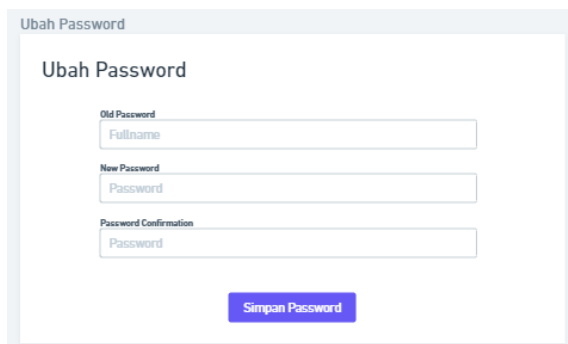 Ubah Password
Ubah Password
Old Password
Fullname
New Password
Password
Password Confirmation
Password
Simpan Password